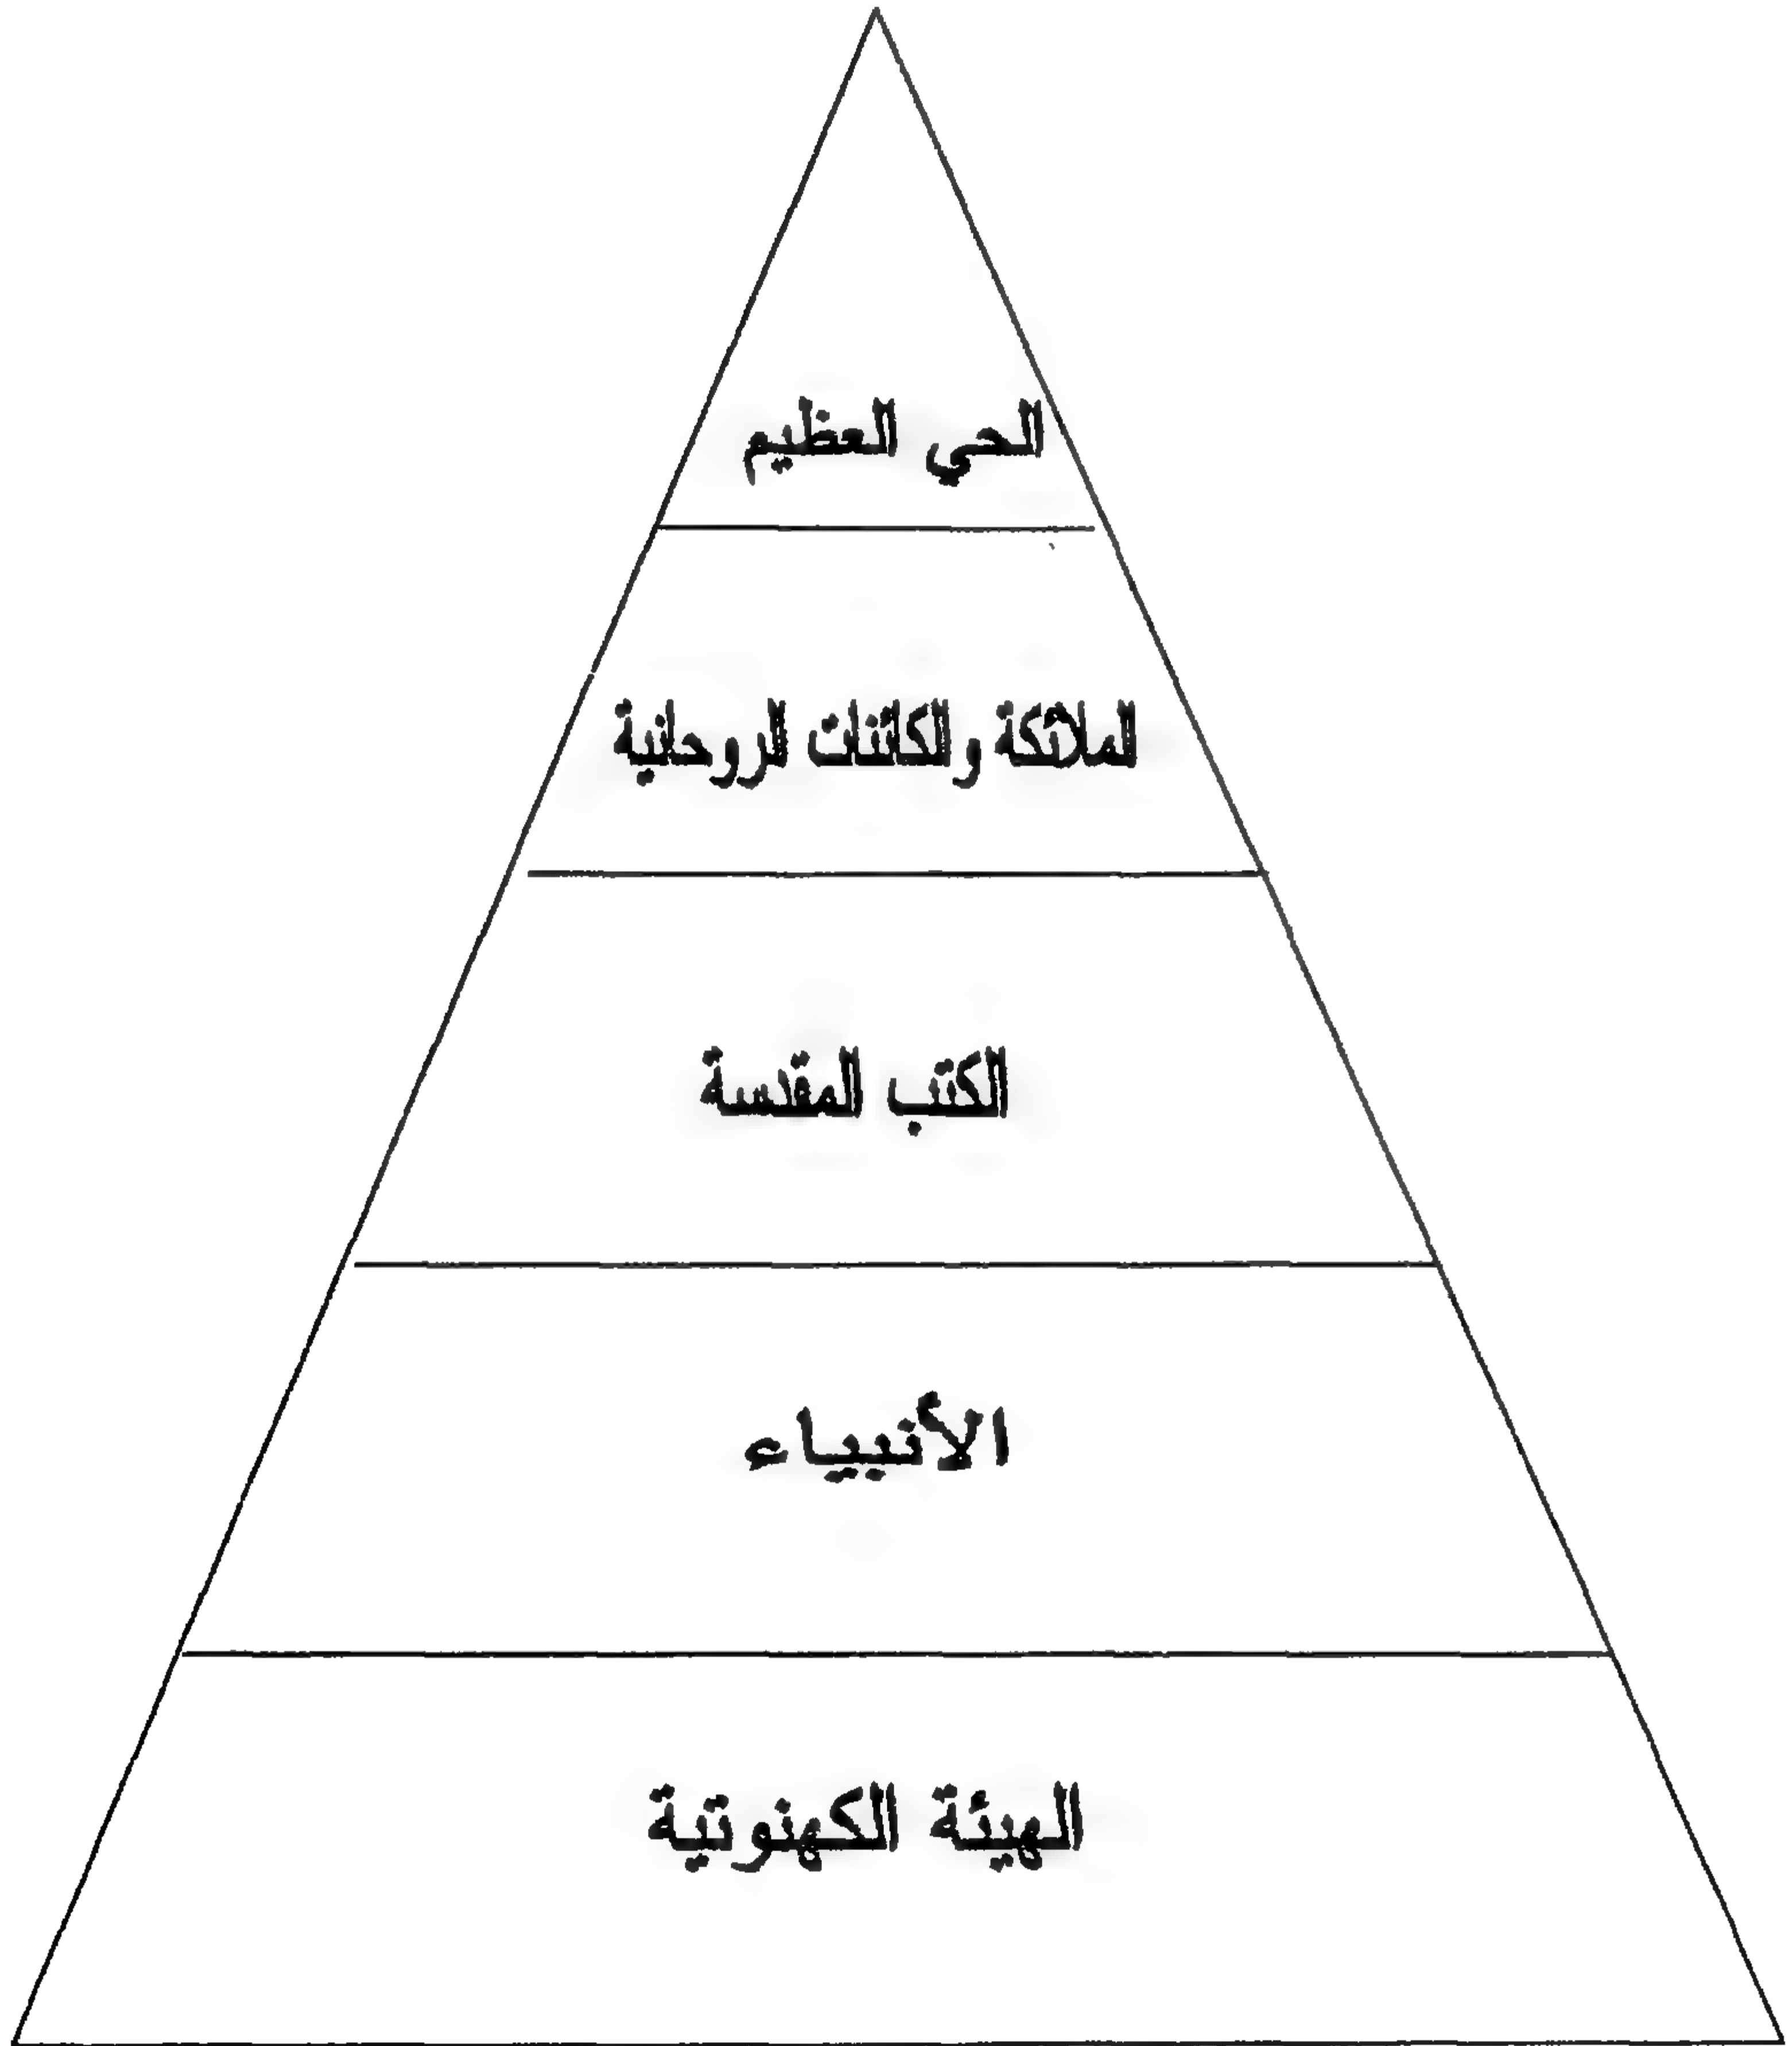 الحي العظيم
الملائكة والكائنات الروحانية
الكتب المقدسة
الأنبياء
الهيئة الكهنوتية